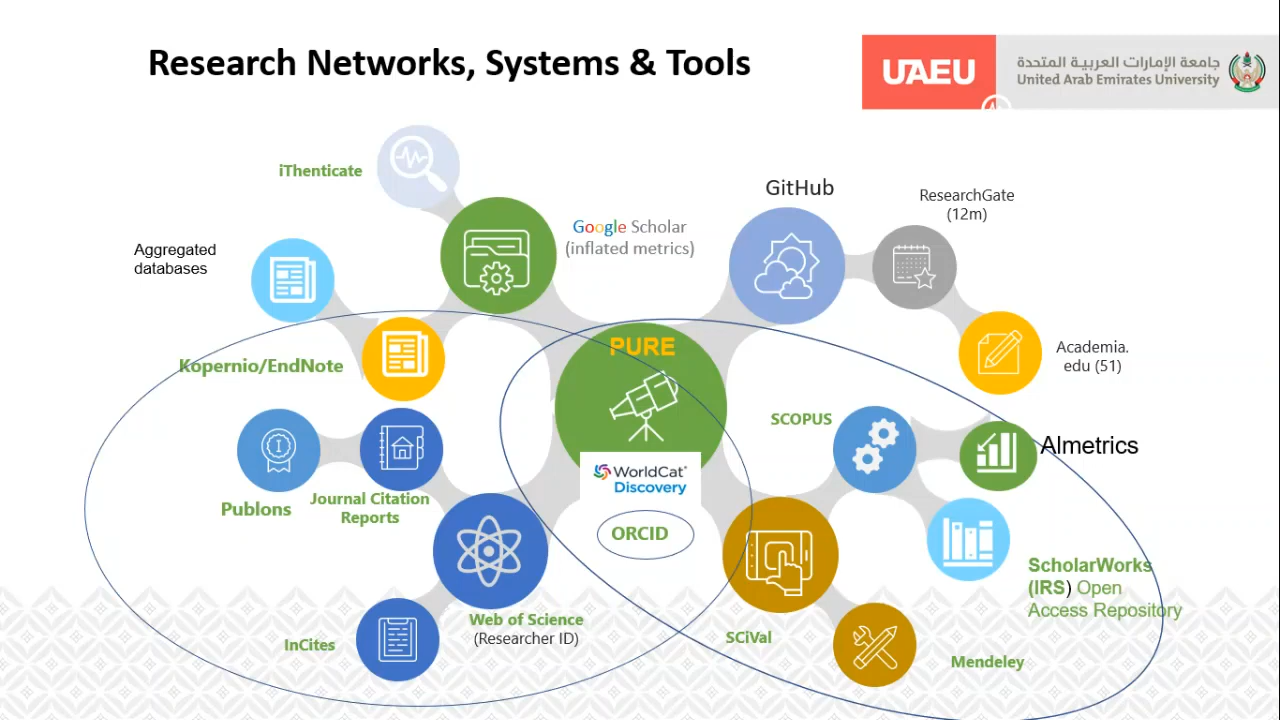 Research Networks, Systems & Tools
UAEU
جامعة الإمارات العربية المتحدة
United Arab Emirates University
iThenticate
Google Scholar
(inflated metrics)
GitHub
ResearchGate
(12m)
Aggregated
databases
Kopernio/EndNote
PURE
Academia.
edu (51)
SCOPUS
Almetrics
WorldCat®
Discovery
Publons
Journal Citation
Reports
ORCID
ScholarWorks
(IRS) Open
Access Repository
Web of Science
(Researcher ID)
InCites
SCiVal
Mendeley